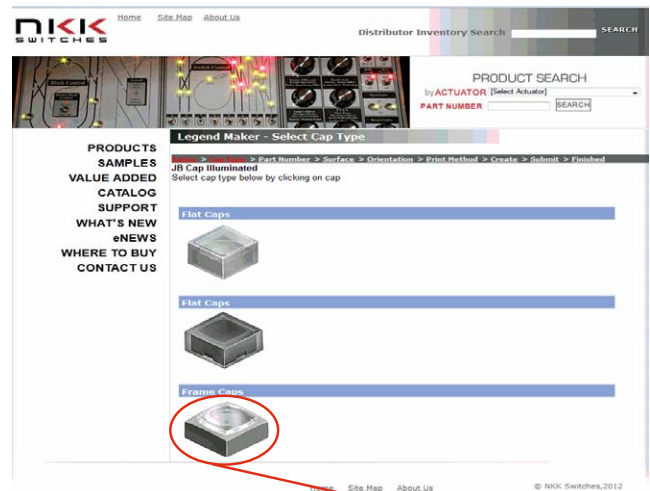 NKK
SWITCHES
Home Site Map About Us
Distributor Inventory Search
SEARCH
PRODUCT SEARCH
by ACTUATOR [Select Actuator]
PART NUMBER SEARCH
PRODUCTS
SAMPLES
VALUE ADDED
CATALOG
SUPPORT
WHAT'S NEW
eNEWS
WHERE TO BUY
CONTACT US
Legend Maker - Select Cap Type
> > Part Number > Surface > Orientation > Print Method > Create > Submit > Finished
JB Cap Illuminated
Select cap type below by clicking on cap
Flat Caps
Flat Caps
Frame Caps
Home Site Map About Us
© NKK Switches,2012